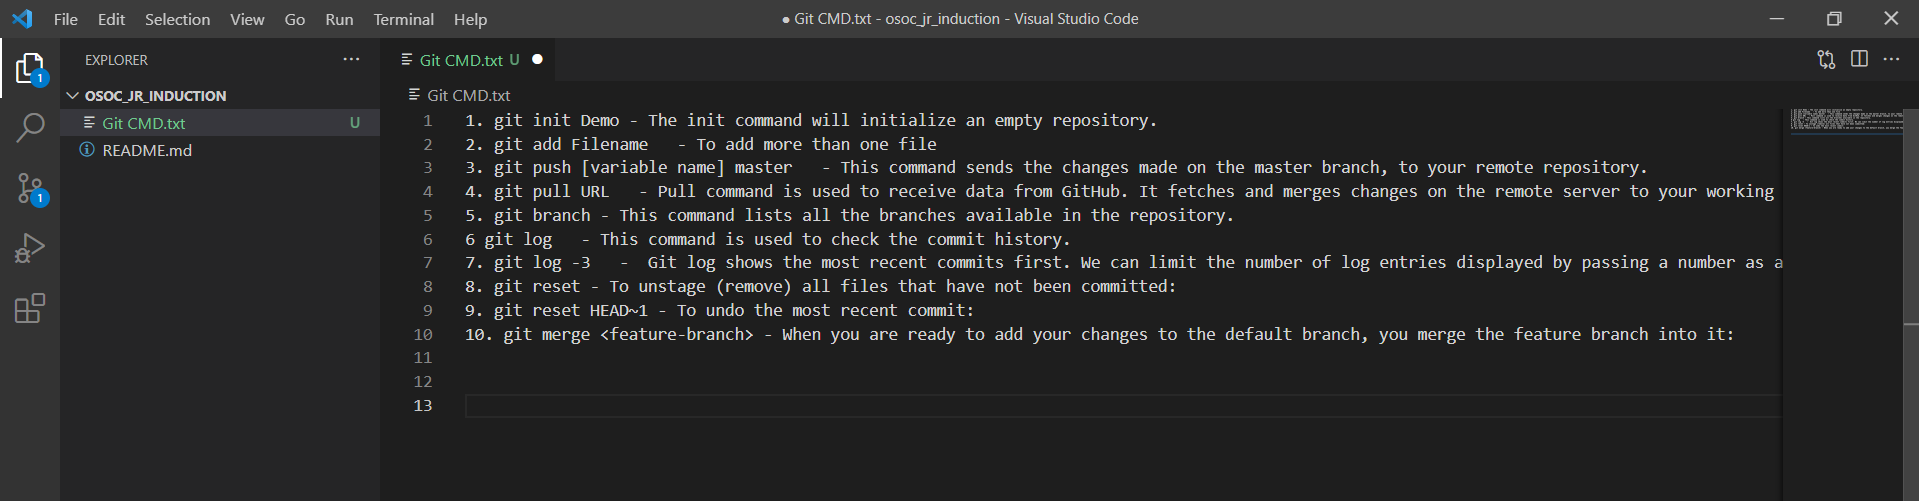 File Edit Selection View Go Run Terminal Help
● Git CMD.txt - osoc_jr_induction - Visual Studio Code
EXPLORER
OSOC_JR_INDUCTION
Git CMD.txt U
README.md
1
1
Git CMD.txt U
Git CMD.txt
1 1. git init Demo - The init command will initialize an empty repository.
2 2. git add Filename   - To add more than one file
3 3. git push [variable name] master   - This command sends the changes made on the master branch, to your remote repository.
4 4. git pull URL   - Pull command is used to receive data from GitHub. It fetches and merges changes on the remote server to your working
5 5. git branch - This command lists all the branches available in the repository.
6 6 git log   - This command is used to check the commit history.
7 7. git log -3   -  Git log shows the most recent commits first. We can limit the number of log entries displayed by passing a number as a
8 8. git reset - To unstage (remove) all files that have not been committed:
9 9. git reset HEAD~1 - To undo the most recent commit:
10 10. git merge <feature-branch> - When you are ready to add your changes to the default branch, you merge the feature branch into it:
11
12
13